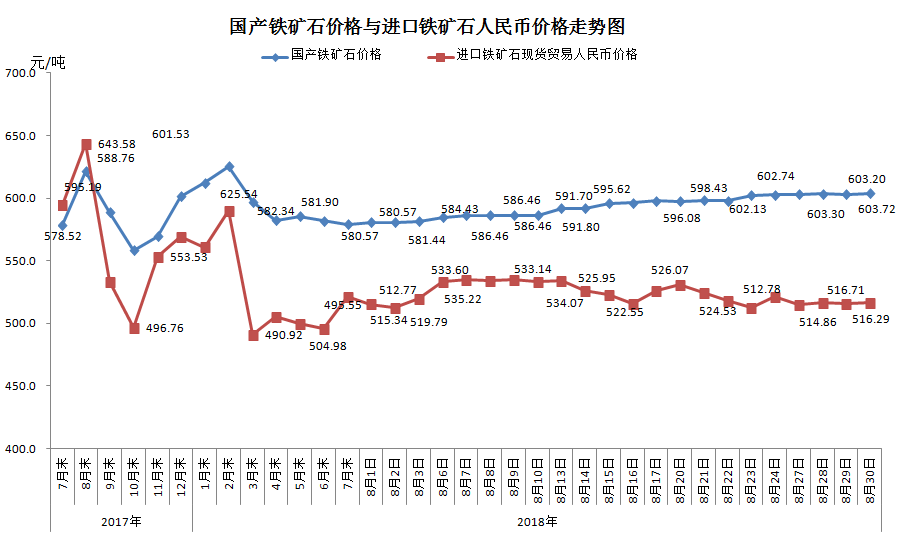 国产铁矿石价格与进口铁矿石人民币价格走势图
国产铁矿石价格 进口铁矿石现货贸易人民币价格
元/吨
700.0
650.0
600.0
550.0
500.0
450.0
400.0
601.53
643.58
588.76
595.19
578.52
625.54
553.53
496.76
582.34
581.90
580.57
580.57
581.44
584.43
586.46
586.46
586.46
591.70
591.80
595.62
596.08
598.43
602.13
602.74
603.30
603.20
603.72
490.92
504.98
495.55
515.34
512.77
519.79
533.60
535.22
533.14
534.07
525.95
522.55
526.07
524.53
512.78
514.86
516.71
516.29
7月末
8月末
9月末
10月末
11月末
12月末
1月末
2月末
3月末
4月末
5月末
6月末
7月末
8月1日
8月2日
8月3日
8月6日
8月7日
8月8日
8月9日
8月10日
8月13日
8月14日
8月15日
8月16日
8月17日
8月20日
8月21日
8月22日
8月23日
8月24日
8月27日
8月28日
8月29日
8月30日
2017年 2018年